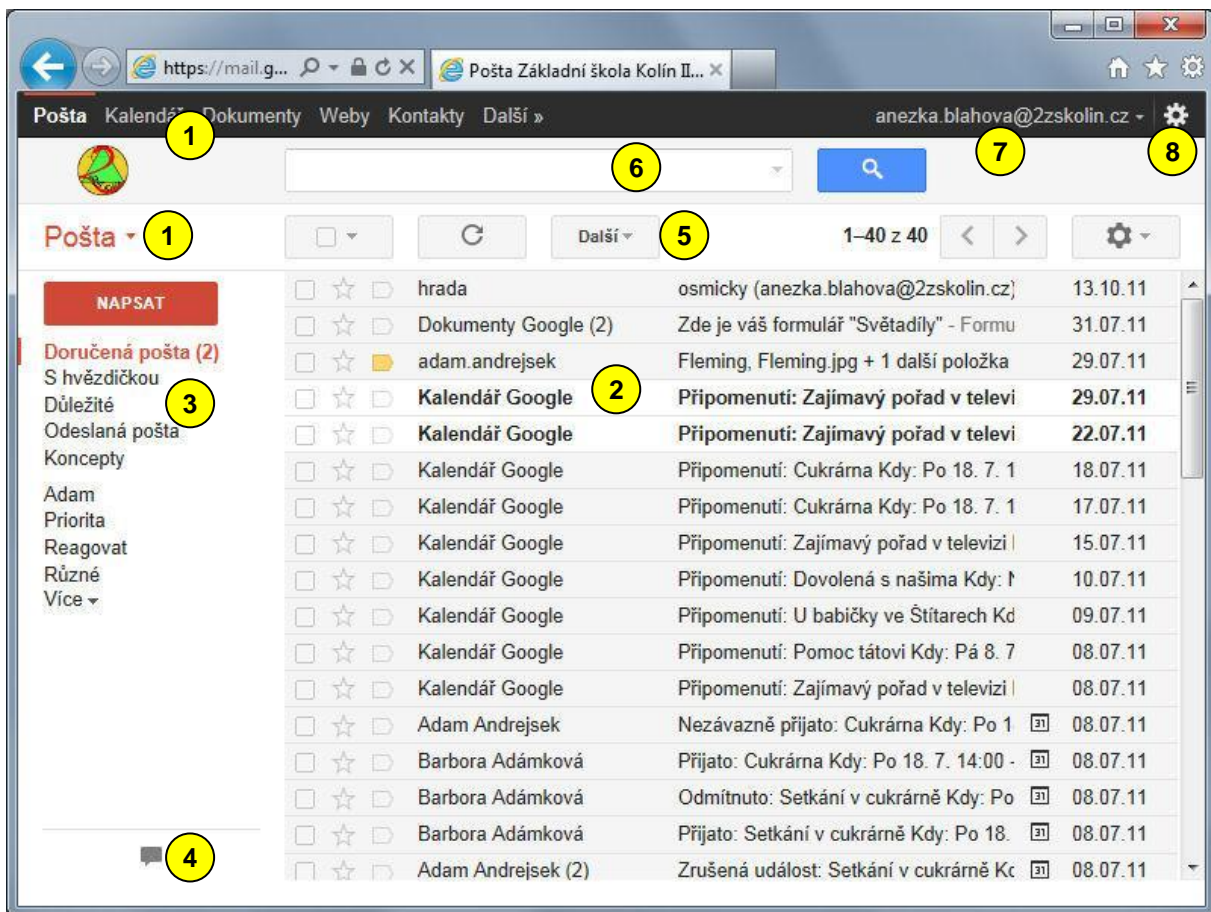 https://mail.g... Pošta Základní škola Kolín II...
Pošta Kalendář Dokumenty Weby Kontakty Další » anezka.blahova@2zskolin.cz
1 7 8
6
Pošta 1 Další 5 1–40 z 40
NAPSAT
Doručená pošta (2)
S hvězdičkou
Důležité
3
Odeslaná pošta
Koncepty
Adam
Priorita
Reagovat
Různé
Více
4
hrada osmicky (anezka.blahova@2zskolin.cz) 13.10.11
Dokumenty Google (2) Zde je váš formulář "Světadíly" - Formu 31.07.11
adam.andrejsek Fleming, Fleming.jpg + 1 další položka 29.07.11
2
Kalendář Google Připomenutí: Zajímavý pořad v televi 29.07.11
Kalendář Google Připomenutí: Zajímavý pořad v televi 22.07.11
Kalendář Google Připomenutí: Cukrárna Kdy: Po 18. 7. 1 18.07.11
Kalendář Google Připomenutí: Cukrárna Kdy: Po 18. 7. 1 17.07.11
Kalendář Google Připomenutí: Zajímavý pořad v televizi 15.07.11
Kalendář Google Připomenutí: Dovolená s našima Kdy: 10.07.11
Kalendář Google Připomenutí: U babičky ve Štítarech Kd 09.07.11
Kalendář Google Připomenutí: Pomoc tátovi Kdy: Pá 8. 7 08.07.11
Kalendář Google Připomenutí: Zajímavý pořad v televizi 08.07.11
Adam Andrejsek Nezávazně přijato: Cukrárna Kdy: Po 1 31 08.07.11
Barbora Adámková Přijato: Cukrárna Kdy: Po 18. 7. 14:00 - 31 08.07.11
Barbora Adámková Odmítnuto: Setkání v cukrárně Kdy: Po 31 08.07.11
Barbora Adámková Přijato: Setkání v cukrárně Kdy: Po 18. 31 08.07.11
Adam Andrejsek (2) Zrušená událost: Setkání v cukrárně 31 08.07.11